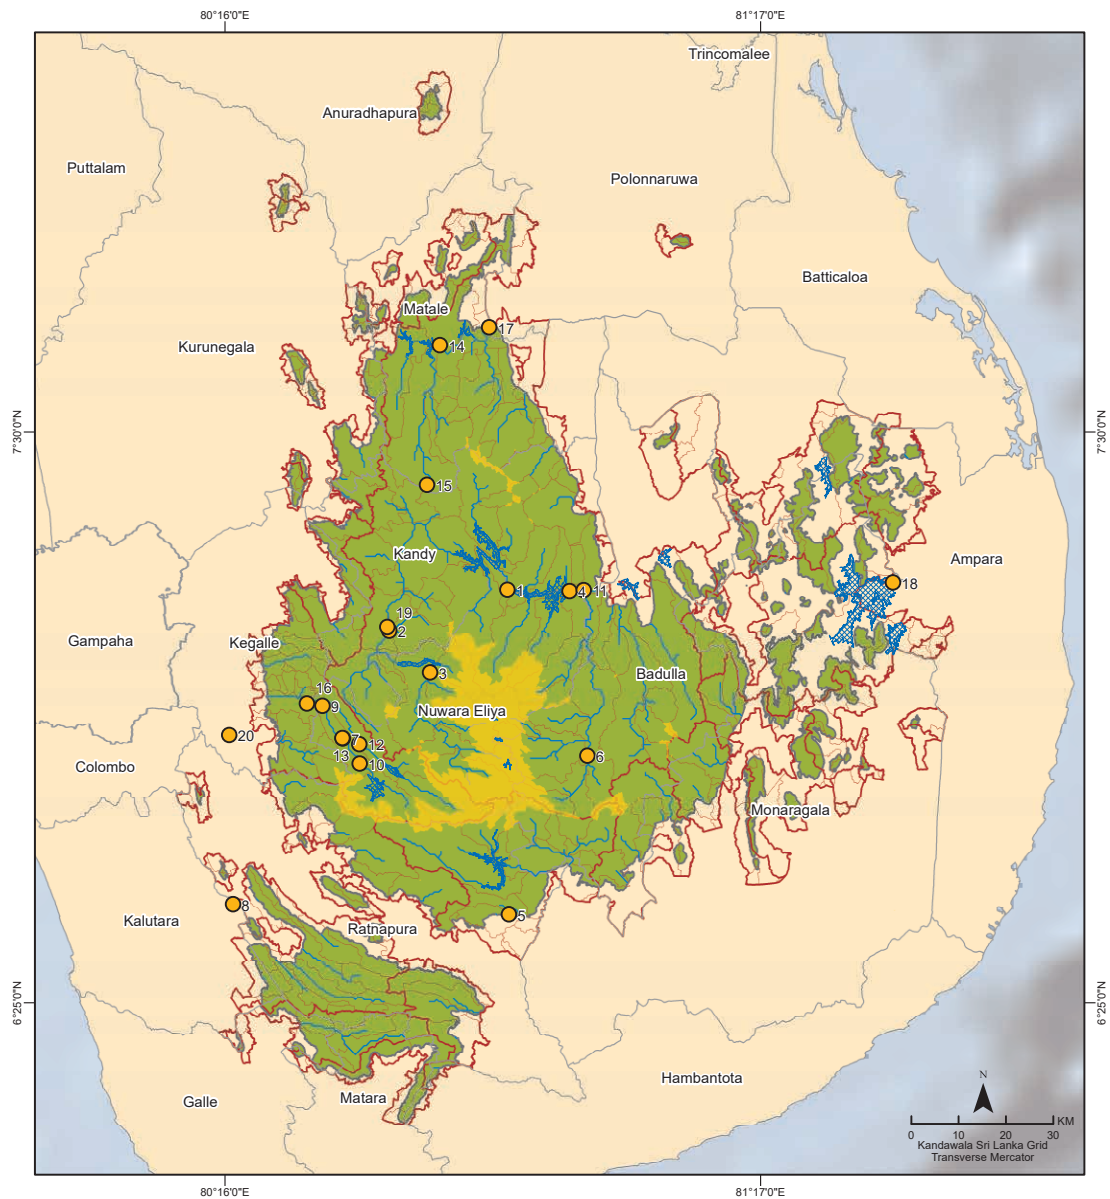 80°16'0"E
81°17'0"E
Trincomalee
Anuradhapura
Puttalam
Polonnaruwa
Batticaloa
Matale
17
14
Kurunegala
7°30'0"N
7°30'0"N
15
Kandy
Ampara
1
4
11
18
19
2
Gampaha
Kegalle
3
Badulla
16
9
Nuwara Eliya
20
7
12
13
10
6
Colombo
Monaragala
8
5
Kalutara
Ratnapura
6°25'0"N
6°25'0"N
Hambantota
Matara
Galle
N
KM
0 10 20 30
Kandawala Sri Lanka Grid
Transverse Mercator
80°16'0"E
81°17'0"E